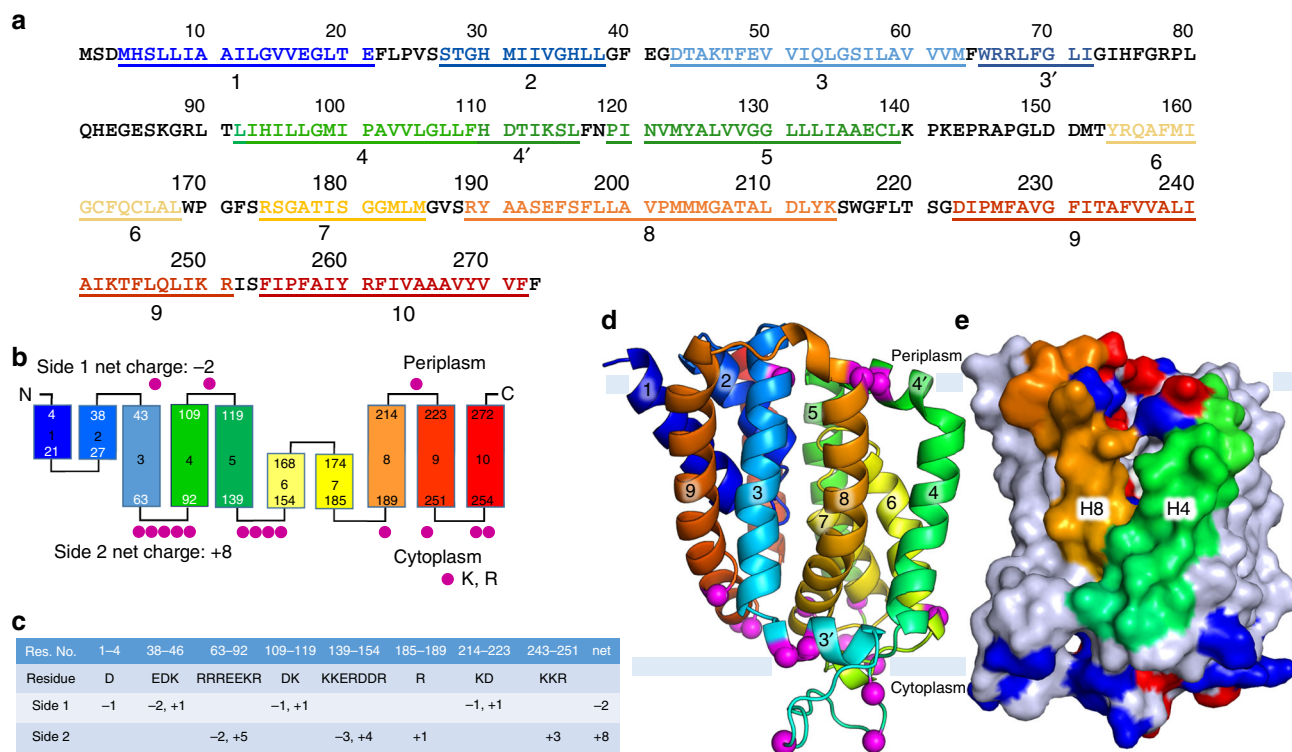 a
10 20 30 40 50 60 70 80
MSDMHSLLIA AILGVVEGLT EFLPVSSTGH MIIVGHLLGF EGDTAKTFEV VIQLGSILAV VVMFWRRLFG LIGIHFGRPL
1 2 3 3′
90 100 110 120 130 140 150 160
QHEGESKGRL TLIHILLGMI PAVVLGLLFH DTIKSLFNPI NVMYALVVGG LLLIAAECLK PKEPRAPGLD DMTYRQAFMI
4 4′ 5 6
170 180 190 200 210 220 230 240
GCFQCLALWP GFSRSGATIS GGMLMGVSRY AASEFSFLLA VPMMMGATAL DLYKSWGFLT SGDIPMFAVG FITAFVVALI
6 7 8 9
250 260 270
AIKTFLQLIK RISFIPFAIY RFIVAAAVYV VFF
9 10
b
Side 1 net charge: –2
Periplasm
N C
4 38 43 109 119 168 174 214 223 272
1 2 3 4 5 6 7 8 9 10
21 27 63 92 139 154 185 189 251 254
Side 2 net charge: +8
Cytoplasm
K, R
c
Res. No. 1–4 38–46 63–92 109–119 139–154 185–189 214–223 243–251 net
Residue D EDK RRREEKR DK KKERDDR R KD KKR
Side 1 –1 –2, +1 –1, +1 –1, +1 –2
Side 2 –2, +5 –3, +4 +1 +3 +8
d
Periplasm
1 2 4′ 5 9 3 8 6 4 7 3′
Cytoplasm
e
H8 H4